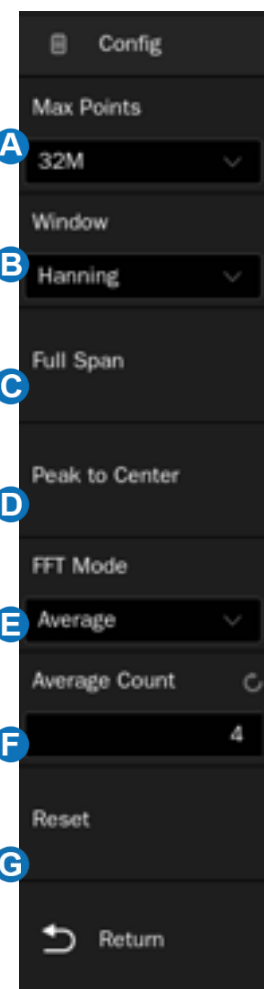 Config
Max Points
A
32M
Window
B
Hanning
Full Span
C
Peak to Center
D
FFT Mode
E
Average
Average Count
F
4
Reset
G
Return